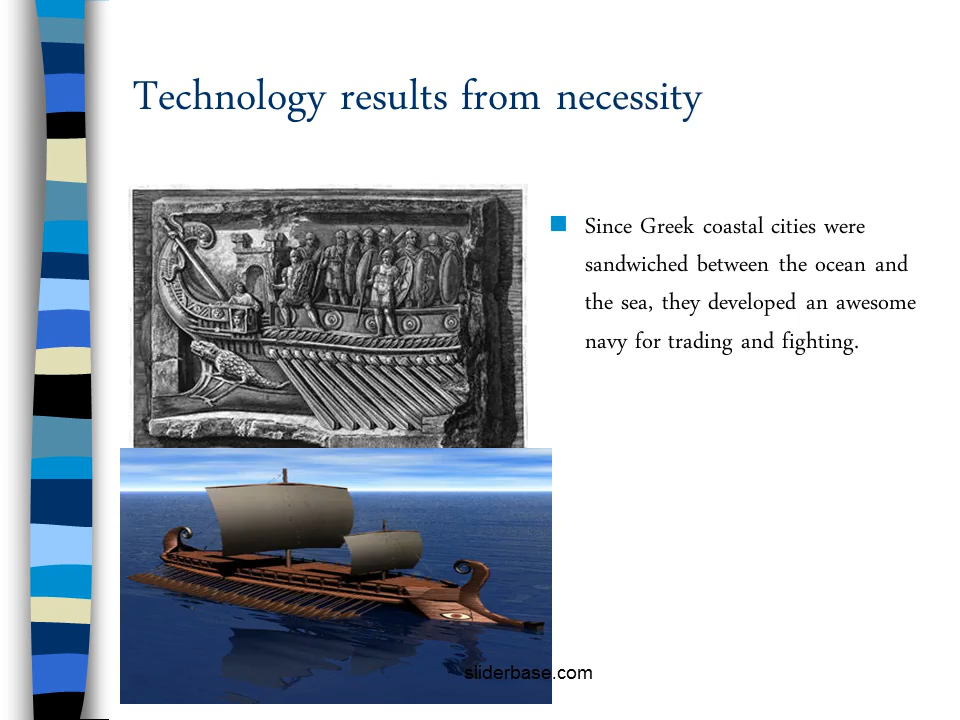 Technology results from necessity
Since Greek coastal cities were
sandwiched between the ocean and
the sea, they developed an awesome
navy for trading and fighting.
sliderbase.com